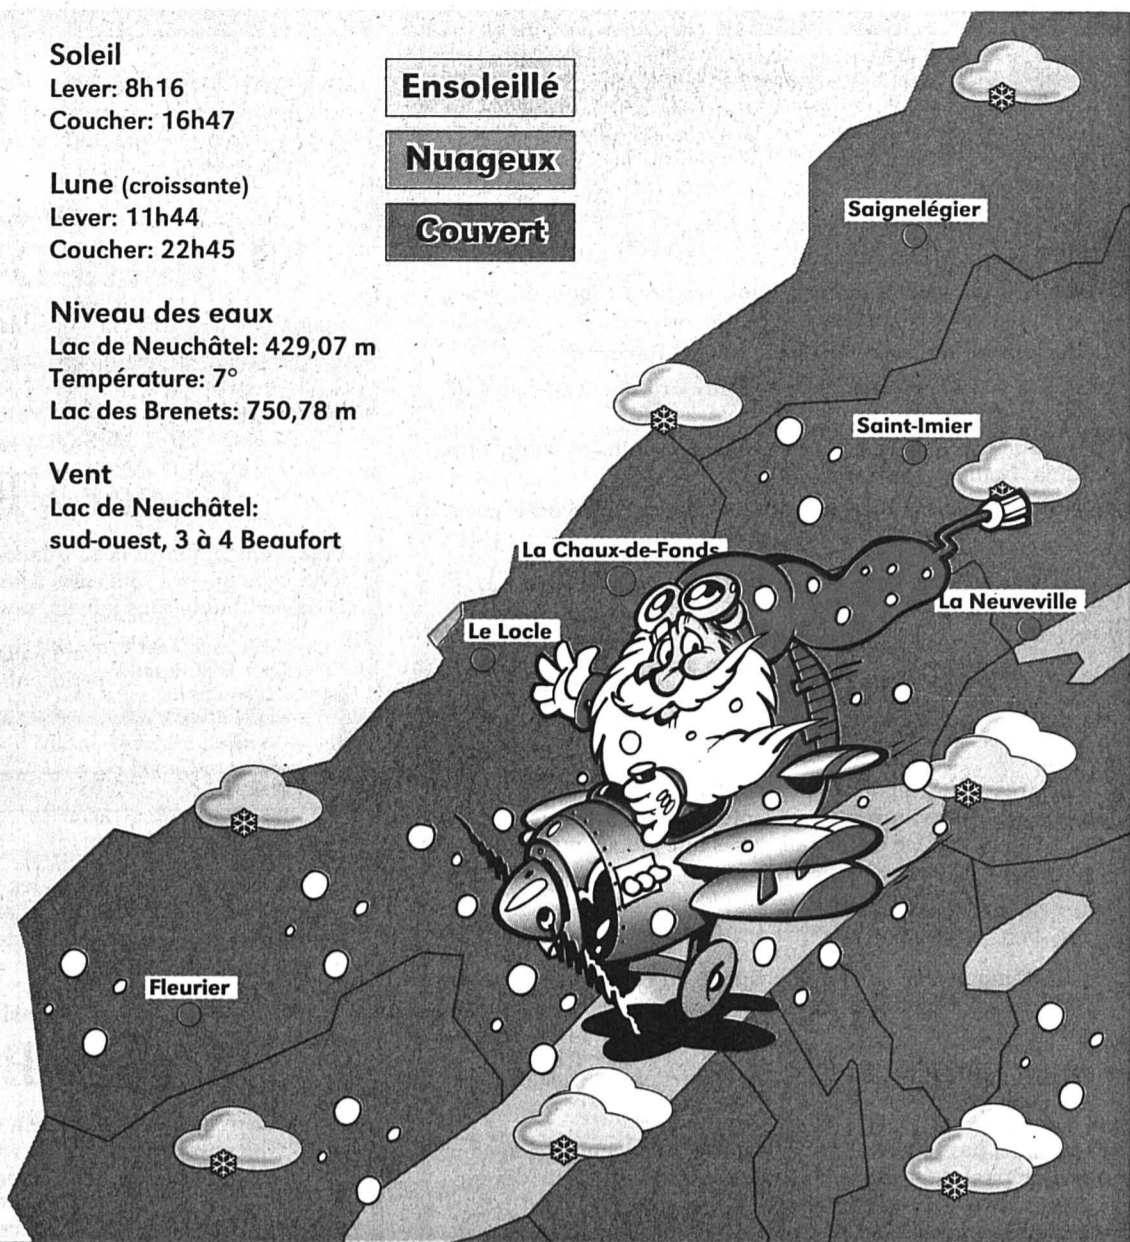 Soleil
Lever: 8h16
Coucher: 16h47
Lune (croissante)
Lever: 11h44
Coucher: 22h45
Niveau des eaux
Lac de Neuchâtel: 429,07 m
Température: 7°
Lac des Brenets: 750,78 m
Vent
Lac de Neuchâtel:
sud-ouest, 3 à 4 Beaufort
Ensoleillé
Nuageux
Couvert
Saignelégier
Saint-Imier
La Chaux-de-Fonds
La Neuveville
Le Locle
Fleurier